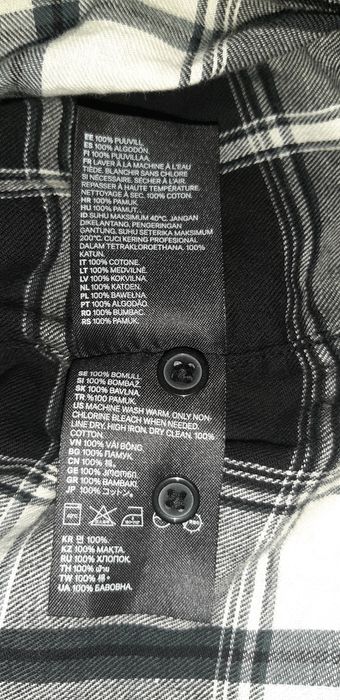 EE 100% PUUVILL.
ES 100% ALGODÓN.
FI 100% PUUVILLAA.
FR LAVER À LA MACHINE À L'EAU
TIÈDE. BLANCHIR SANS CHLORE
SI NÉCESSAIRE. SÉCHER À L'AIR.
REPASSER À HAUTE TEMPÉRATURE.
NETTOYAGE À SEC. 100% COTON.
HR 100% PAMUK.
HU 100% PAMUT.
ID SUHU MAKSIMUM 40°C. JANGAN
DIKELANTANG. PENGERINGAN
GANTUNG. SUHU SETERIKA MAKSIMUM
200°C. CUCI KERING PROFESIONAL
DALAM TETRAKLOROETHANA. 100%
KATUN.
IT 100% COTONE.
LT 100% MEDVILNĖ.
LV 100% KOKVILNA
NL 100% KATOEN.
PL 100% BAWEŁNA.
PT 100% ALGODÃO.
RO 100% BUMBAC.
RS 100% PAMUK.
SE 100% BOMULL.
SI 100% BOMBAŽ.
SK 100% BAVLNA.
TR %100 PAMUK.
US MACHINE WASH WARM. ONLY NON-
CHLORINE BLEACH WHEN NEEDED.
LINE DRY. HIGH IRON. DRY CLEAN. 100%
COTTON.
VN 100% VẢI BÔNG.
BG 100% ПАМУК.
CN 100% 棉.
GE 100%
GR 100% ΒΑΜΒΑΚΙ.
JP 100% コットン.
KR 면 100%.
KZ 100% МАҚТА.
RU 100% ХЛОПОК.
TH 100% ฝ้าย
TW 100% 棉。
UA 100% БАВОВНА.